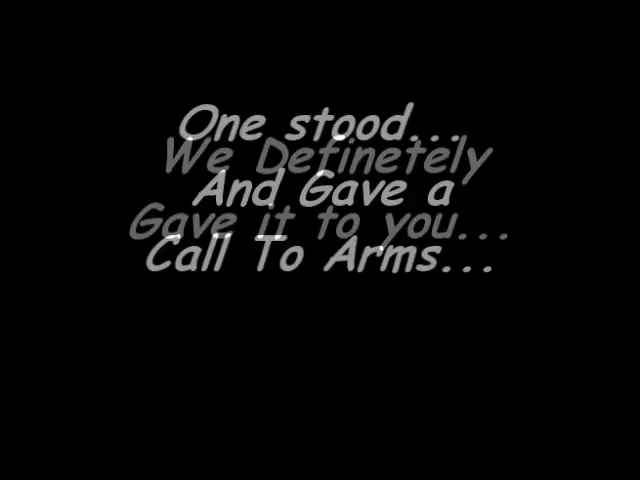 One stood...
We Definetely
And Gave a
Gave it to you...
Call To Arms...